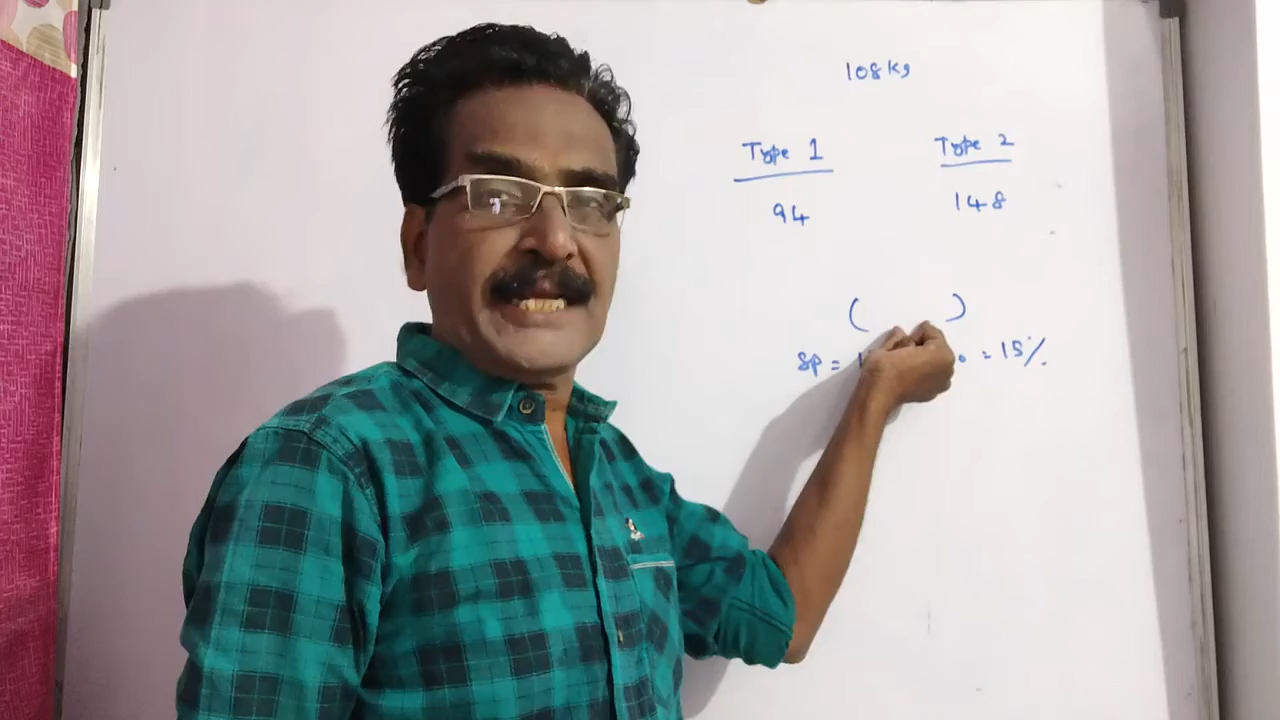 108kg
Type 1 Type 2
94 148
( )
SP = = 15%